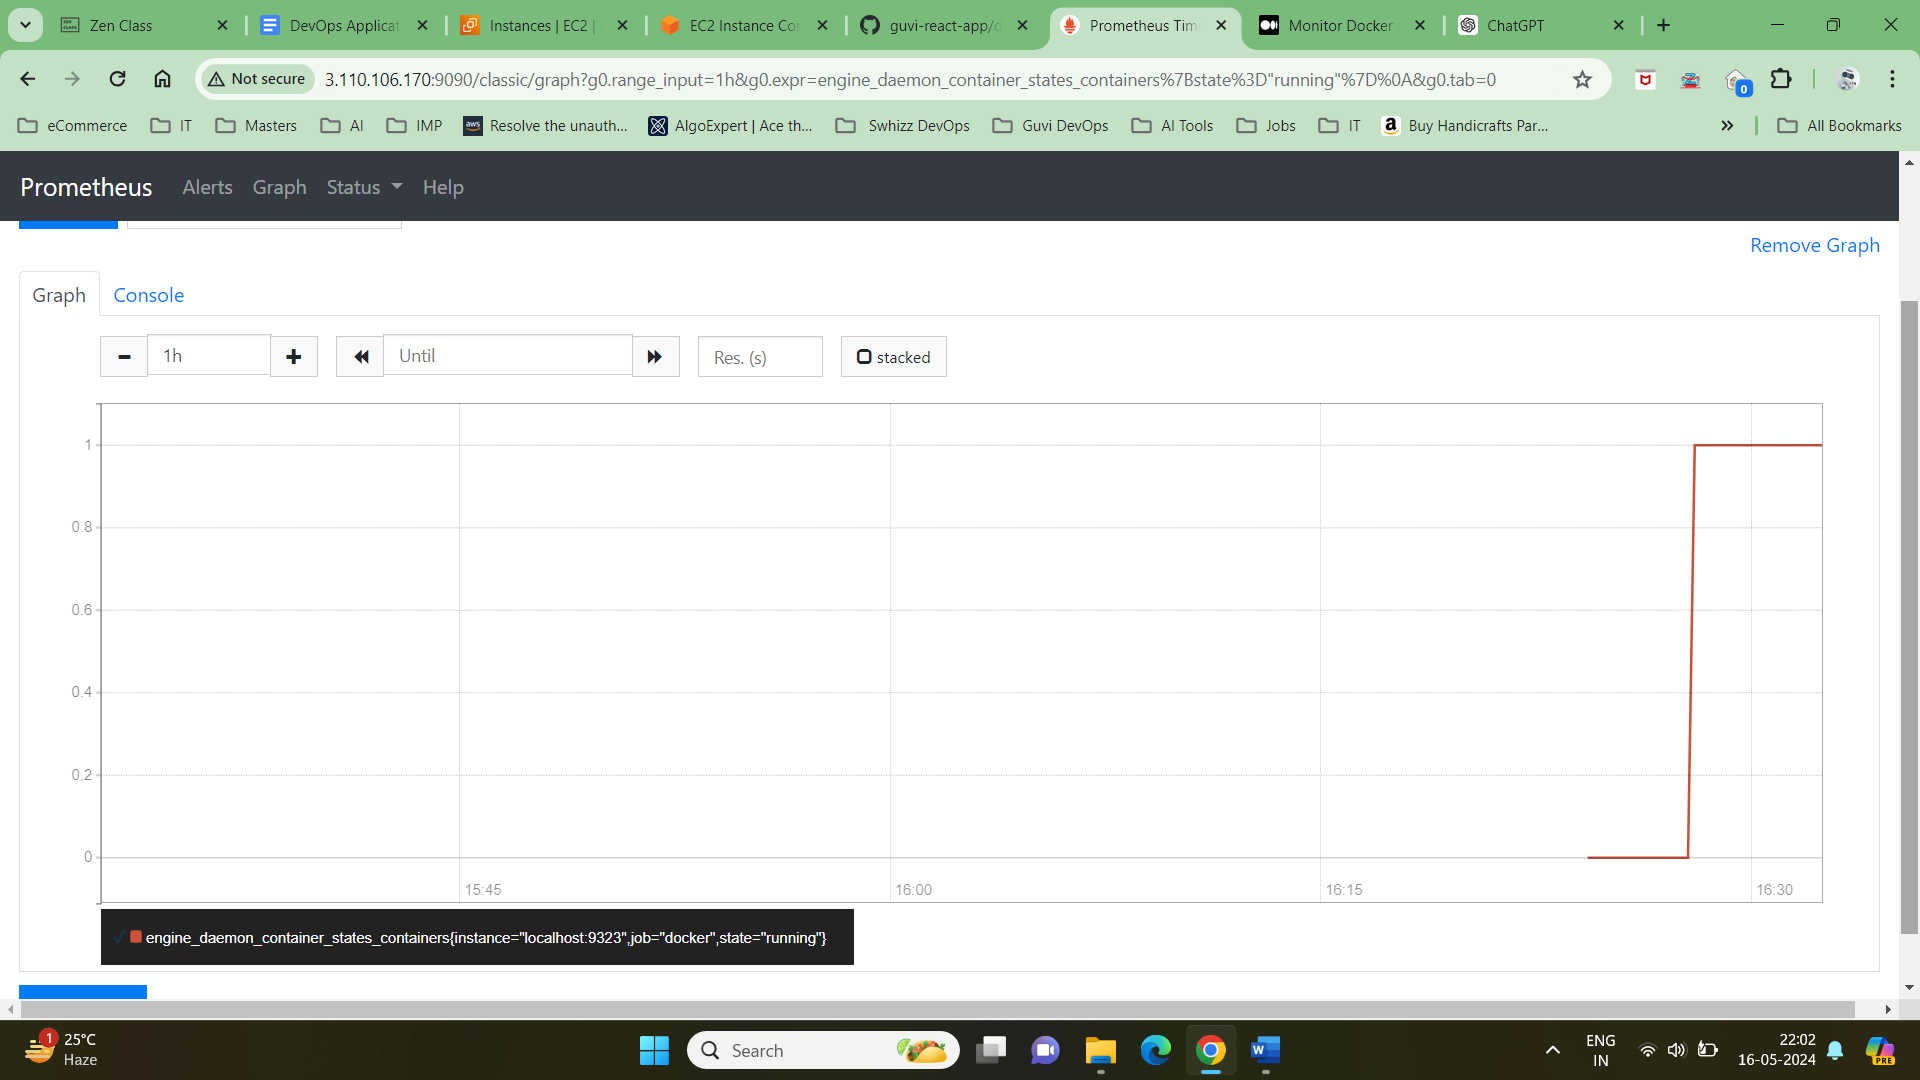 Zen Class
DevOps Applicat
Instances | EC2 |
EC2 Instance Cor
guvi-react-app/d
Prometheus Time
Monitor Docker
ChatGPT
Not secure
3.110.106.170:9090/classic/graph?g0.range_input=1h&g0.expr=engine_daemon_container_states_containers%7Bstate%3D"running"%7D%0A&g0.tab=0
0
eCommerce
IT
Masters
AI
IMP
aws
Resolve the unauth...
AlgoExpert | Ace th...
Swhizz DevOps
Guvi DevOps
AI Tools
Jobs
IT
Buy Handicrafts Par...
All Bookmarks
Prometheus
Alerts
Graph
Status
Help
Remove Graph
Graph
Console
1h
Until
Res. (s)
stacked
1
0.8
0.6
0.4
0.2
0
15:45
16:00
16:15
16:30
engine_daemon_container_states_containers{instance="localhost:9323",job="docker",state="running"}
1
25°C
Haze
Search
ENG
IN
22:02
16-05-2024
PRE